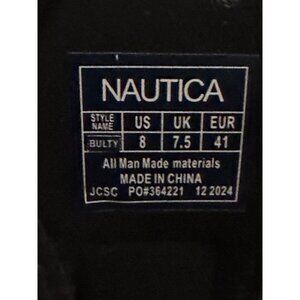 NAUTICA
STYLE NAME US UK EUR
BULTY 8 7.5 41
All Man Made materials
MADE IN CHINA
JCSC PO#364221 12 2024